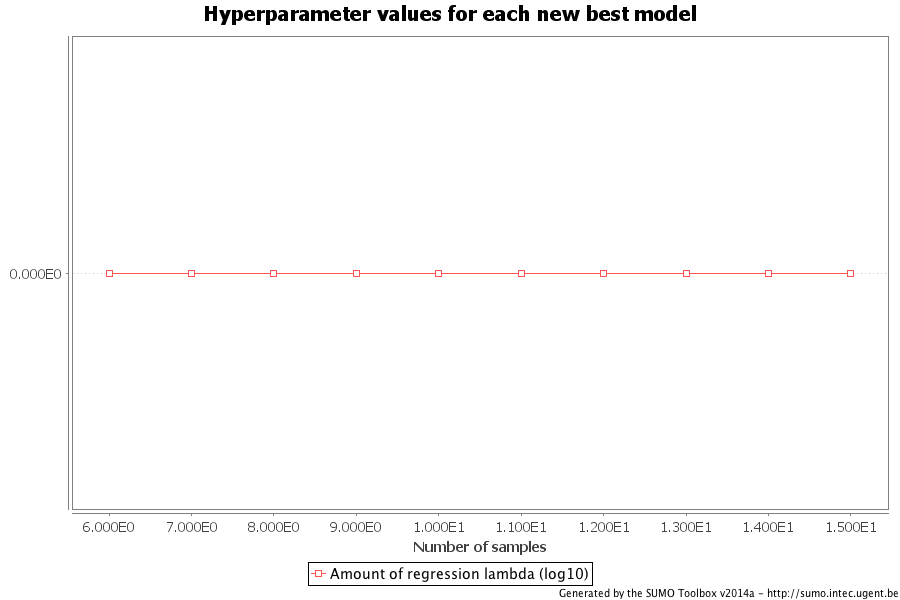 Hyperparameter values for each new best model
0.000E0
6.000E0 7.000E0 8.000E0 9.000E0 1.000E1 1.100E1 1.200E1 1.300E1 1.400E1 1.500E1
Number of samples
Amount of regression lambda (log10)
Generated by the SUMO Toolbox v2014a - http://sumo.intec.ugent.be